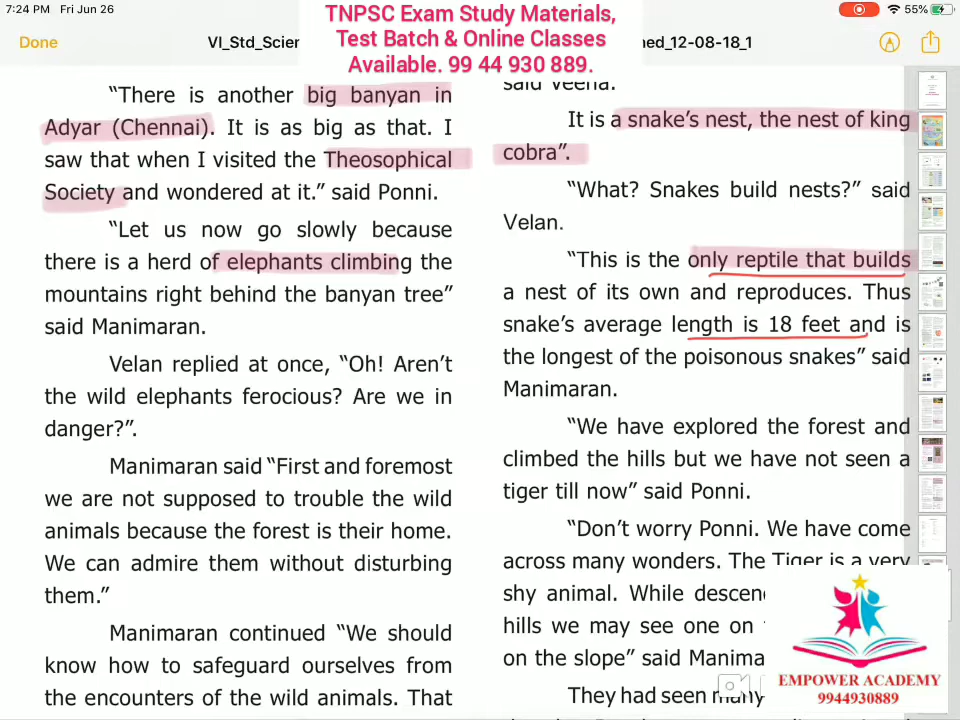 7:24 PM Fri Jun 26
55%
TNPSC Exam Study Materials,
Test Batch & Online Classes
Available. 99 44 930 889.
Done
VI_Std_Scien
ned_12-08-18_1
“There is another big banyan in
Adyar (Chennai). It is as big as that. I
saw that when I visited the Theosophical
Society and wondered at it.” said Ponni.
“Let us now go slowly because
there is a herd of elephants climbing the
mountains right behind the banyan tree”
said Manimaran.
Velan replied at once, “Oh! Aren’t
the wild elephants ferocious? Are we in
danger?”.
Manimaran said “First and foremost
we are not supposed to trouble the wild
animals because the forest is their home.
We can admire them without disturbing
them.”
Manimaran continued “We should
know how to safeguard ourselves from
the encounters of the wild animals. That
said Veena.
It is a snake’s nest, the nest of king
cobra”.
“What? Snakes build nests?” said
Velan.
“This is the only reptile that builds
a nest of its own and reproduces. Thus
snake’s average length is 18 feet and is
the longest of the poisonous snakes” said
Manimaran.
“We have explored the forest and
climbed the hills but we have not seen a
tiger till now” said Ponni.
“Don’t worry Ponni. We have come
across many wonders. The Tiger is a very
shy animal. While descen
hills we may see one on
on the slope” said Manima
They had seen many
EMPOWER ACADEMY
9944930889